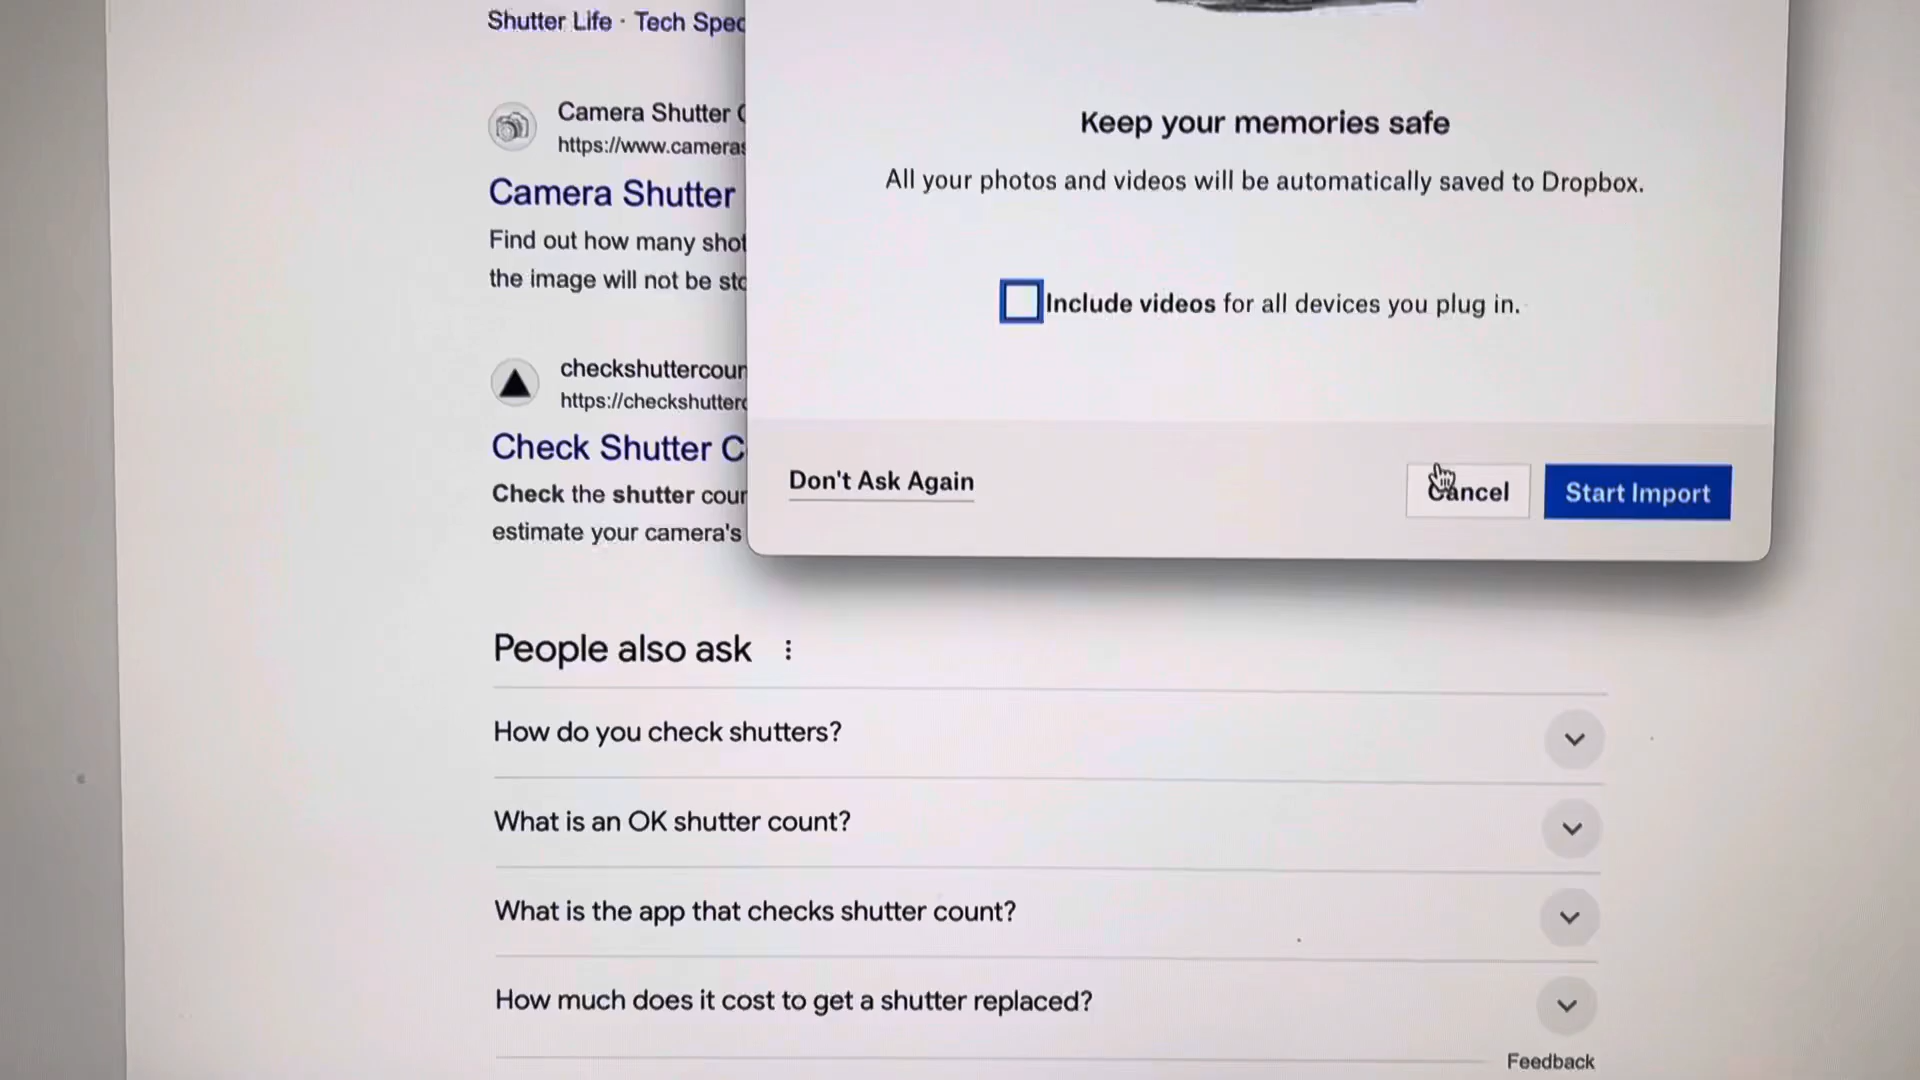 Shutter Life · Tech Spec
Camera Shutter
https://www.cameras
Camera Shutter
Find out how many shot
the image will not be
checkshuttercoun
https://checkshutter
Check Shutter C
Check the shutter coun
estimate your camera's
Keep your memories safe
All your photos and videos will be automatically saved to Dropbox.
Include videos for all devices you plug in.
Don't Ask Again
Cancel
Start Import
People also ask
How do you check shutters?
What is an OK shutter count?
What is the app that checks shutter count?
How much does it cost to get a shutter replaced?
Feedback